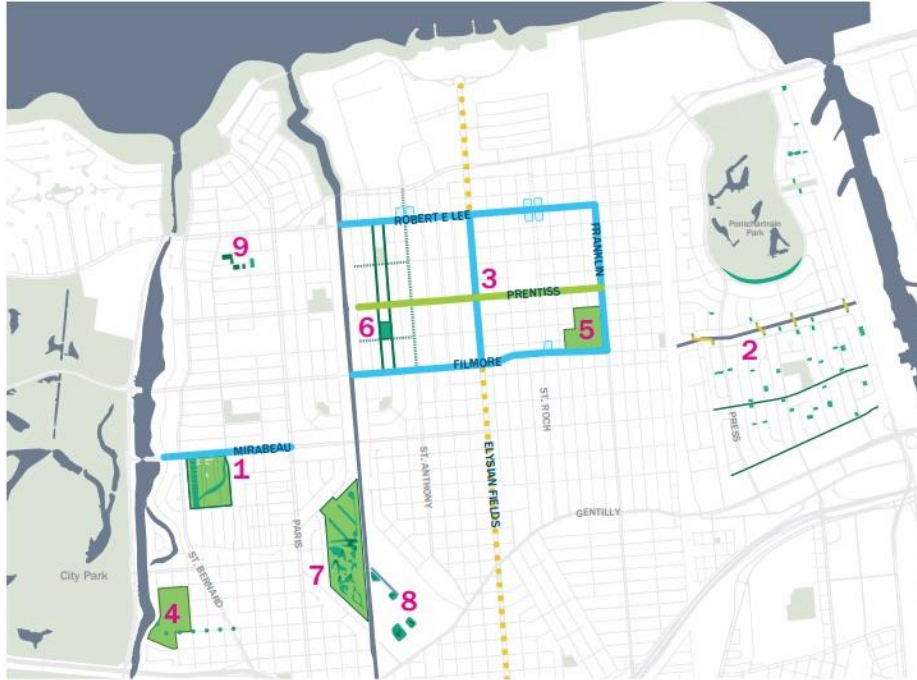 ROBERT E LEE
FRANKLIN
Pontchartrain
Park
9
3
PRENTISS
6
5
2
FILMORE
ST. ROCH
PRESS
MIRABEAU
1
ST. ANTHONY
ELYSIAN FIELDS
GENTILLY
PARIS
City Park
ST. BERNARD
7
8
4